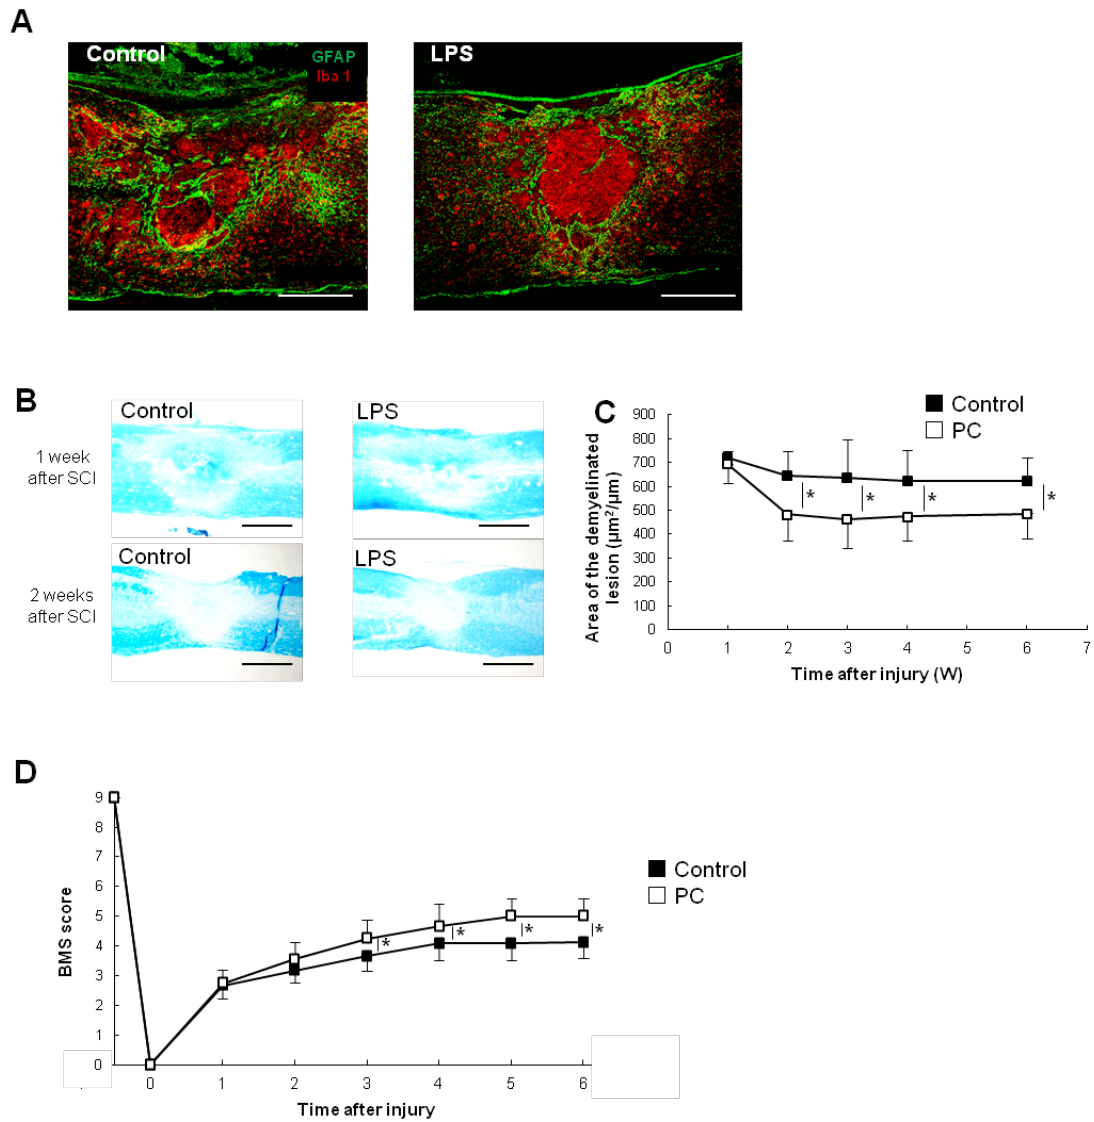 A
Control
GFAP
Iba 1
LPS
B
Control
LPS
1 week
after SCI
Control
LPS
2 weeks
after SCI
C
Control
PC
900
800
700
600
500
400
300
200
100
0
Area of the demyelinated
lesion (µm²/µm)
* * * *
0 1 2 3 4 5 6 7
Time after injury (W)
D
9
8
7
6
5
4
3
2
1
0
BMS score
* * * *
Control
PC
0 1 2 3 4 5 6
Time after injury